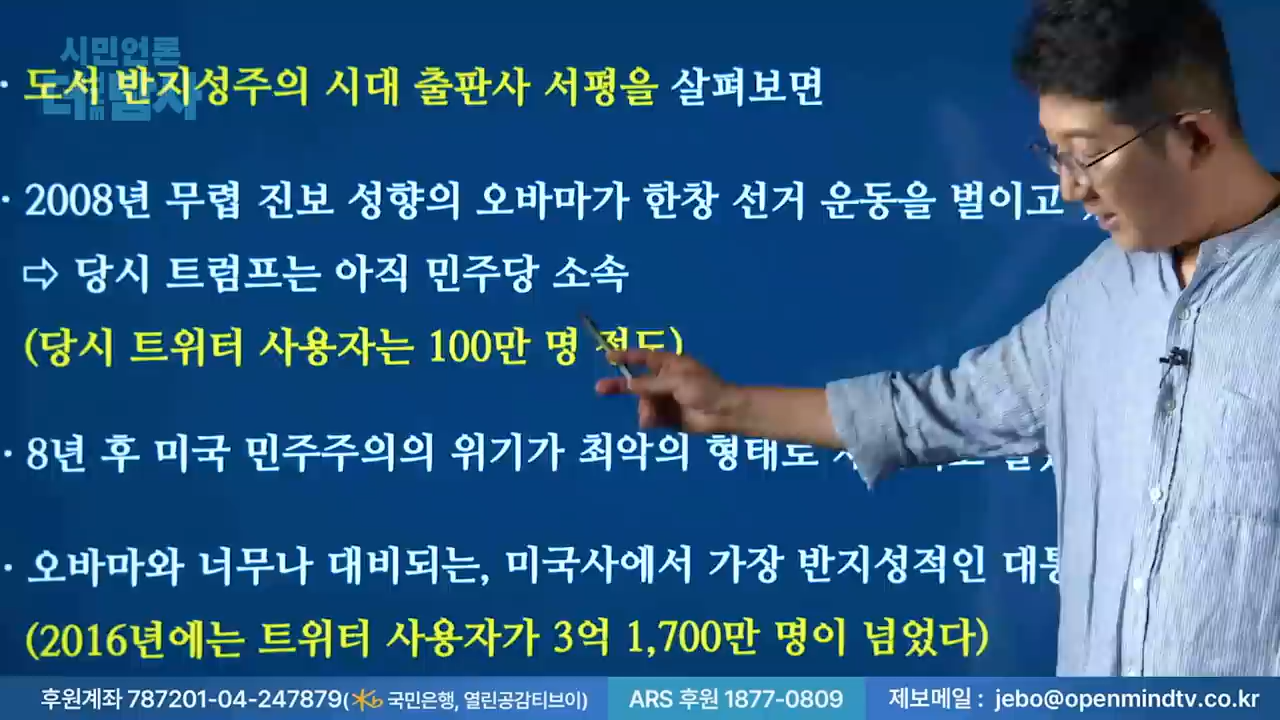 시민언론
더탐사
· 도서 반지성주의 시대 출판사 서평을 살펴보면
· 2008년 무렵 진보 성향의 오바마가 한창 선거 운동을 벌이고
⇨ 당시 트럼프는 아직 민주당 소속
(당시 트위터 사용자는 100만 명 정도)
· 8년 후 미국 민주주의의 위기가 최악의 형태로
· 오바마와 너무나 대비되는, 미국사에서 가장 반지성적인
(2016년에는 트위터 사용자가 3억 1,700만 명이 넘었다)
후원계좌 787201-04-247879( 국민은행, 열린공감티브이) ARS 후원 1877-0809 제보메일 : jebo@openmindtv.co.kr